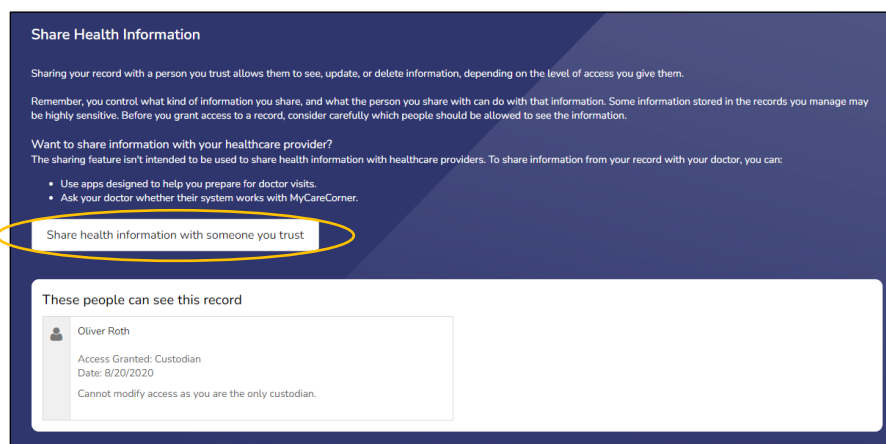 Share Health Information
Sharing your record with a person you trust allows them to see, update, or delete information, depending on the level of access you give them.
Remember, you control what kind of information you share, and what the person you share with can do with that information. Some information stored in the records you manage may
be highly sensitive. Before you grant access to a record, consider carefully which people should be allowed to see the information.
Want to share information with your healthcare provider?
The sharing feature isn't intended to be used to share health information with healthcare providers. To share information from your record with your doctor, you can:
• Use apps designed to help you prepare for doctor visits.
• Ask your doctor whether their system works with MyCareCorner.
Share health information with someone you trust
These people can see this record
Oliver Roth
Access Granted: Custodian
Date: 8/20/2020
Cannot modify access as you are the only custodian.